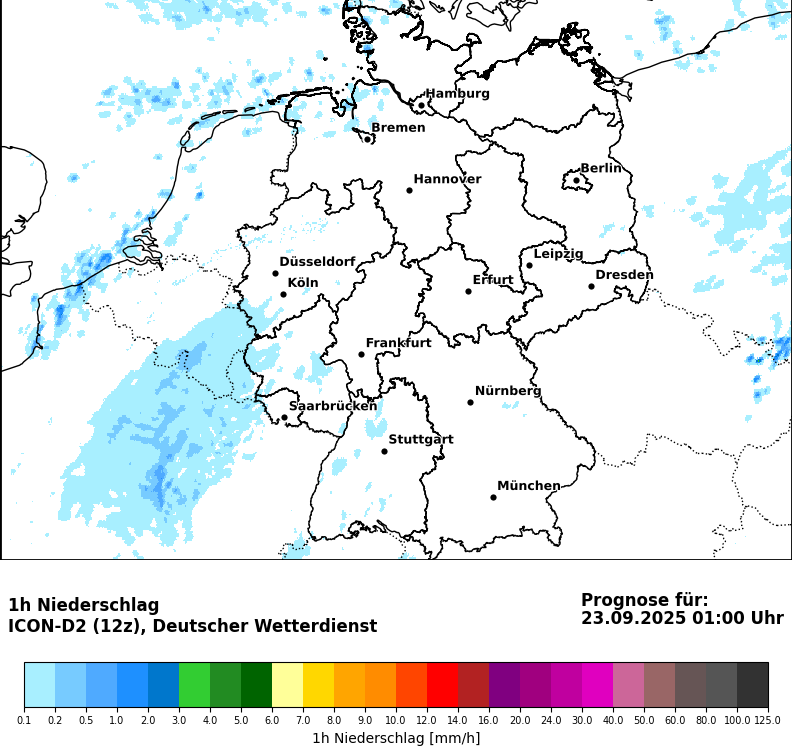 Hamburg
Bremen
Berlin
Hannover
Leipzig
Düsseldorf
Dresden
Köln
Erfurt
Frankfurt
Nürnberg
Saarbrücken
Stuttgart
München
1h Niederschlag
ICON-D2 (12z), Deutscher Wetterdienst
Prognose für:
23.09.2025 01:00 Uhr
0.1 0.2 0.5 1.0 2.0 3.0 4.0 5.0 6.0 7.0 8.0 9.0 10.0 12.0 14.0 16.0 20.0 24.0 30.0 40.0 50.0 60.0 80.0 100.0 125.0
1h Niederschlag [mm/h]